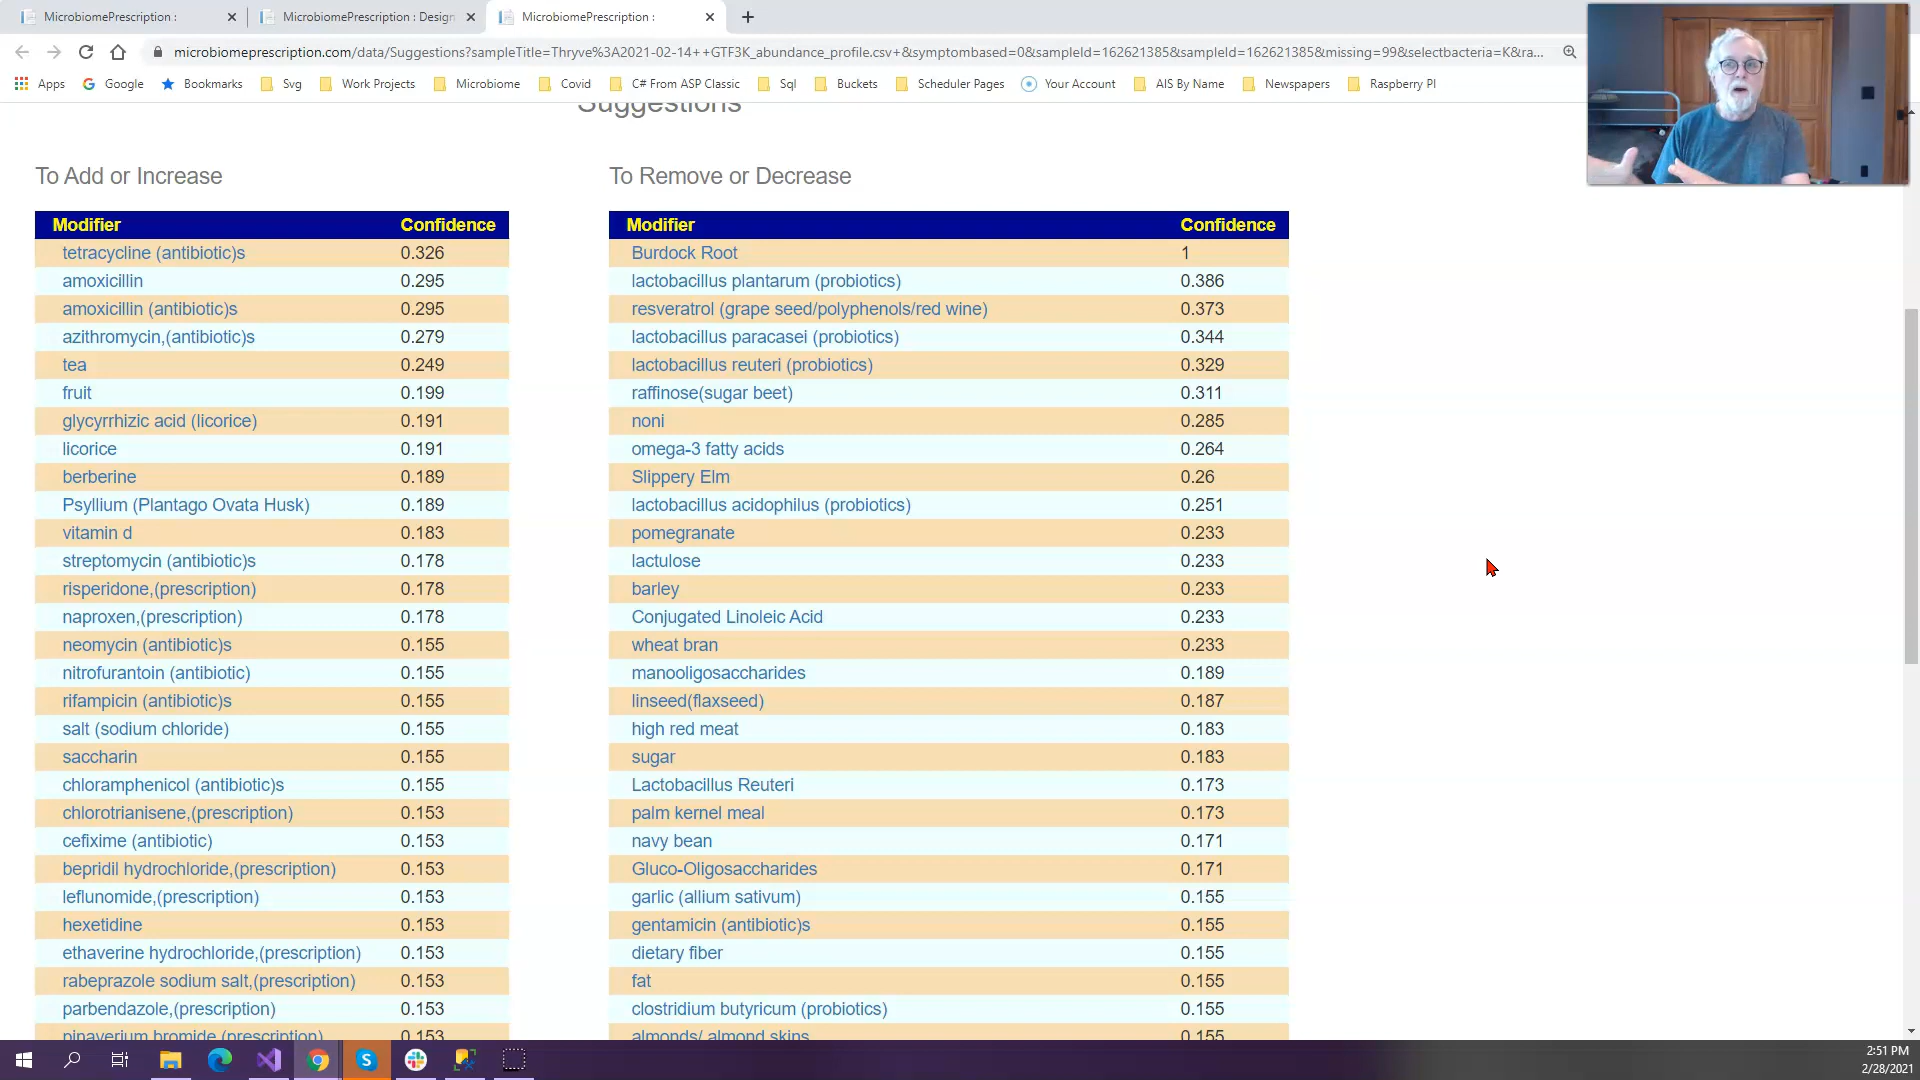 MicrobiomePrescription :
MicrobiomePrescription : Design
MicrobiomePrescription :
microbiomeprescription.com/data/Suggestions?sampleTitle=Thryve%3A2021-02-14++GTF3K_abundance_profile.csv+&symptombased=0&sampleId=162621385&sampleId=162621385&missing=99&selectbacteria=K&ra...
Apps Google Bookmarks Svg Work Projects Microbiome Covid C# From ASP Classic Sql Buckets Scheduler Pages Your Account AIS By Name Newspapers Raspberry PI
Suggestions
To Add or Increase
Modifier Confidence
tetracycline (antibiotic)s 0.326
amoxicillin 0.295
amoxicillin (antibiotic)s 0.295
azithromycin,(antibiotic)s 0.279
tea 0.249
fruit 0.199
glycyrrhizic acid (licorice) 0.191
licorice 0.191
berberine 0.189
Psyllium (Plantago Ovata Husk) 0.189
vitamin d 0.183
streptomycin (antibiotic)s 0.178
risperidone,(prescription) 0.178
naproxen,(prescription) 0.178
neomycin (antibiotic)s 0.155
nitrofurantoin (antibiotic) 0.155
rifampicin (antibiotic)s 0.155
salt (sodium chloride) 0.155
saccharin 0.155
chloramphenicol (antibiotic)s 0.155
chlorotrianisene,(prescription) 0.153
cefixime (antibiotic) 0.153
bepridil hydrochloride,(prescription) 0.153
leflunomide,(prescription) 0.153
hexetidine 0.153
ethaverine hydrochloride,(prescription) 0.153
rabeprazole sodium salt,(prescription) 0.153
parbendazole,(prescription) 0.153
pinaverium bromide,(prescription) 0.153
To Remove or Decrease
Modifier Confidence
Burdock Root 1
lactobacillus plantarum (probiotics) 0.386
resveratrol (grape seed/polyphenols/red wine) 0.373
lactobacillus paracasei (probiotics) 0.344
lactobacillus reuteri (probiotics) 0.329
raffinose(sugar beet) 0.311
noni 0.285
omega-3 fatty acids 0.264
Slippery Elm 0.26
lactobacillus acidophilus (probiotics) 0.251
pomegranate 0.233
lactulose 0.233
barley 0.233
Conjugated Linoleic Acid 0.233
wheat bran 0.233
manooligosaccharides 0.189
linseed(flaxseed) 0.187
high red meat 0.183
sugar 0.183
Lactobacillus Reuteri 0.173
palm kernel meal 0.173
navy bean 0.171
Gluco-Oligosaccharides 0.171
garlic (allium sativum) 0.155
gentamicin (antibiotic)s 0.155
dietary fiber 0.155
fat 0.155
clostridium butyricum (probiotics) 0.155
almonds/ almond skins 0.155
2:51 PM
2/28/2021